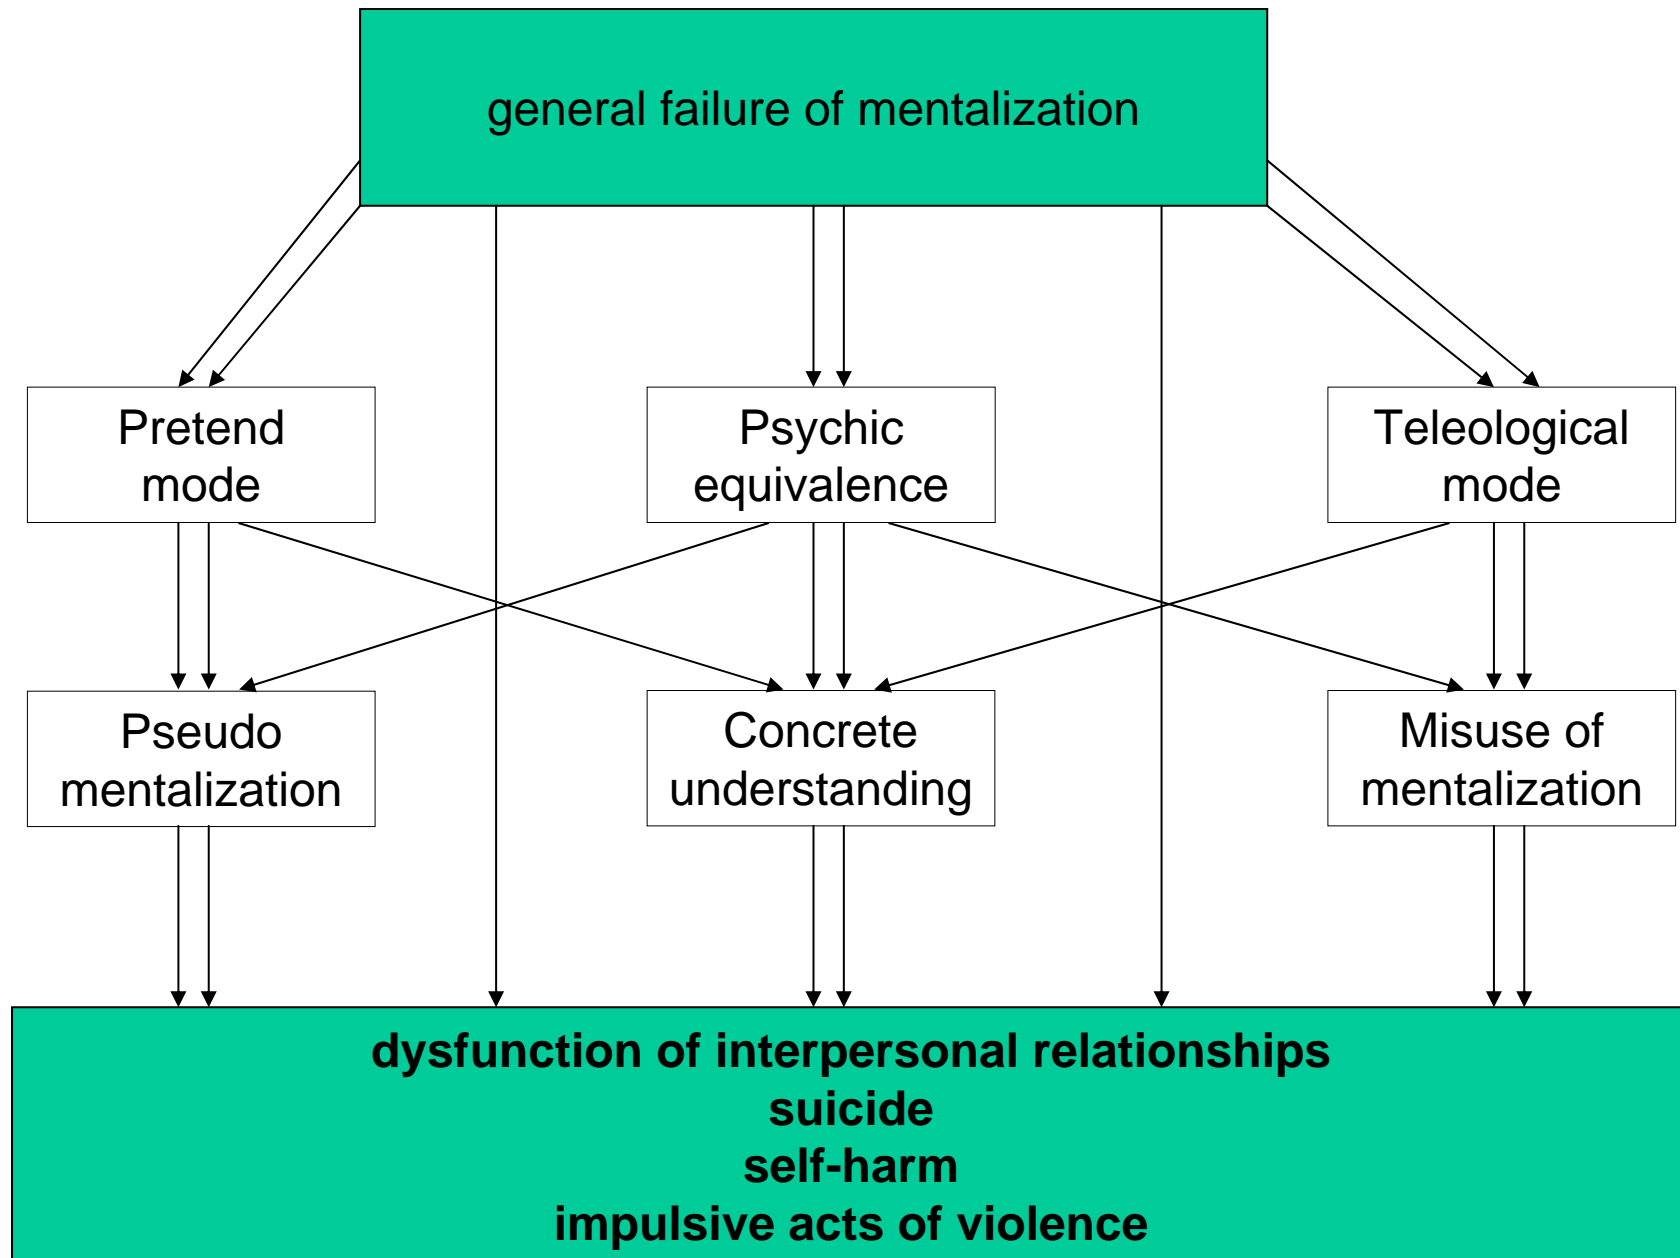 general failure of mentalization
Pretend
mode
Psychic
equivalence
Teleological
mode
Pseudo
mentalization
Concrete
understanding
Misuse of
mentalization
dysfunction of interpersonal relationships
suicide
self-harm
impulsive acts of violence